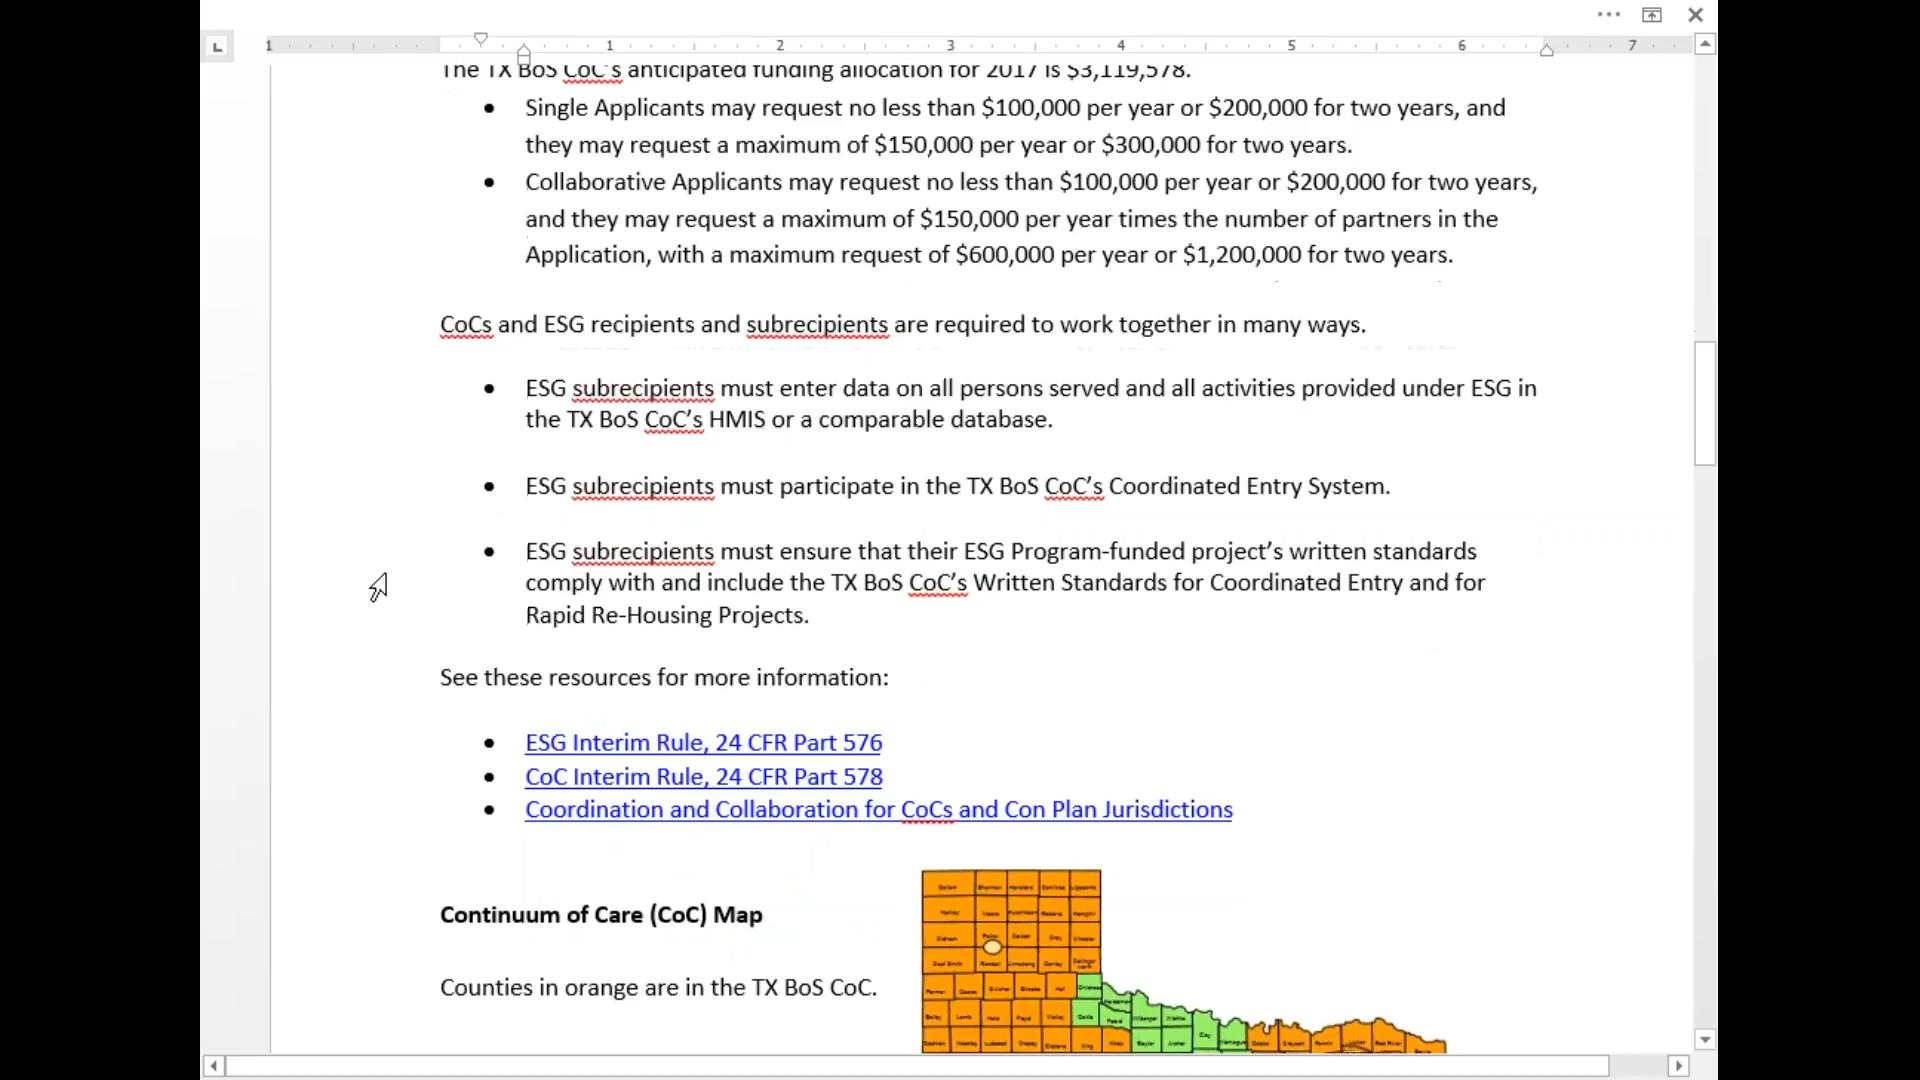 1 1 2 3 4 5 6 7
The TX BoS CoC's anticipated funding allocation for 2017 is $3,119,578.
• Single Applicants may request no less than $100,000 per year or $200,000 for two years, and
they may request a maximum of $150,000 per year or $300,000 for two years.
• Collaborative Applicants may request no less than $100,000 per year or $200,000 for two years,
and they may request a maximum of $150,000 per year times the number of partners in the
Application, with a maximum request of $600,000 per year or $1,200,000 for two years.
CoCs and ESG recipients and subrecipients are required to work together in many ways.
• ESG subrecipients must enter data on all persons served and all activities provided under ESG in
the TX BoS CoC's HMIS or a comparable database.
• ESG subrecipients must participate in the TX BoS CoC's Coordinated Entry System.
• ESG subrecipients must ensure that their ESG Program-funded project's written standards
comply with and include the TX BoS CoC's Written Standards for Coordinated Entry and for
Rapid Re-Housing Projects.
See these resources for more information:
• ESG Interim Rule, 24 CFR Part 576
• CoC Interim Rule, 24 CFR Part 578
• Coordination and Collaboration for CoCs and Con Plan Jurisdictions
Continuum of Care (CoC) Map
Counties in orange are in the TX BoS CoC.